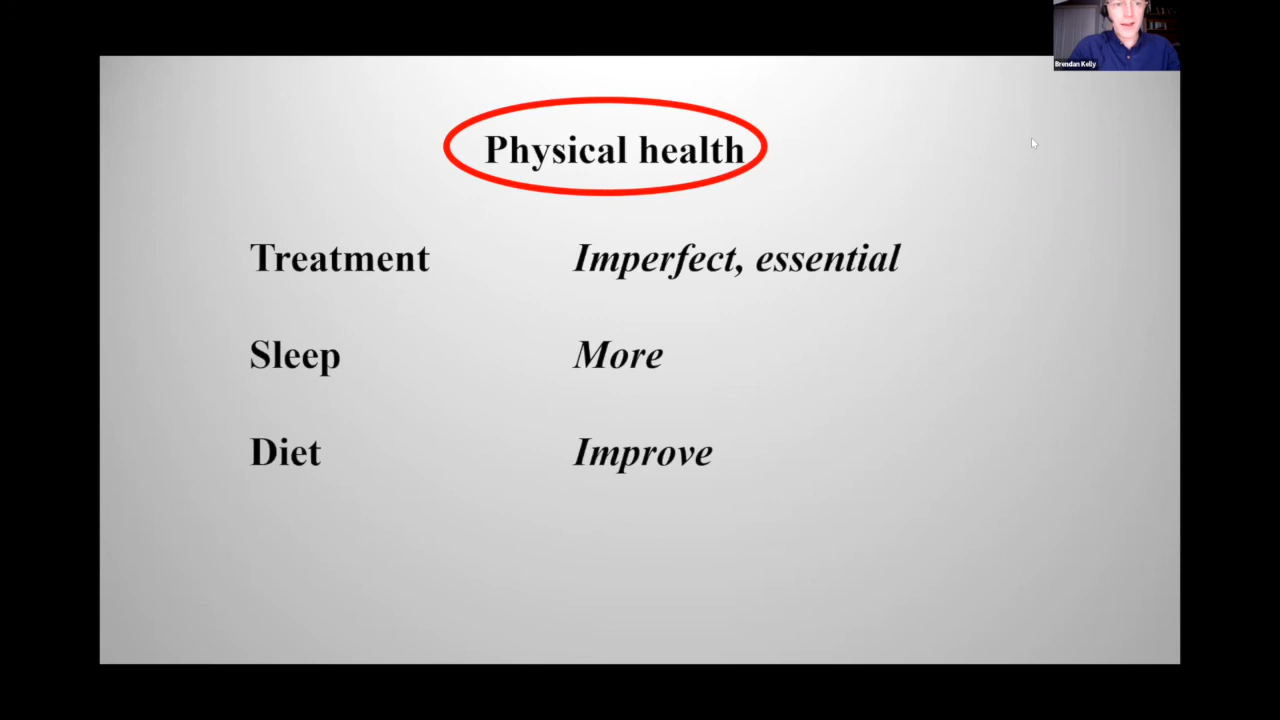 Brendan Kelly
Physical health
Treatment Imperfect, essential
Sleep More
Diet Improve